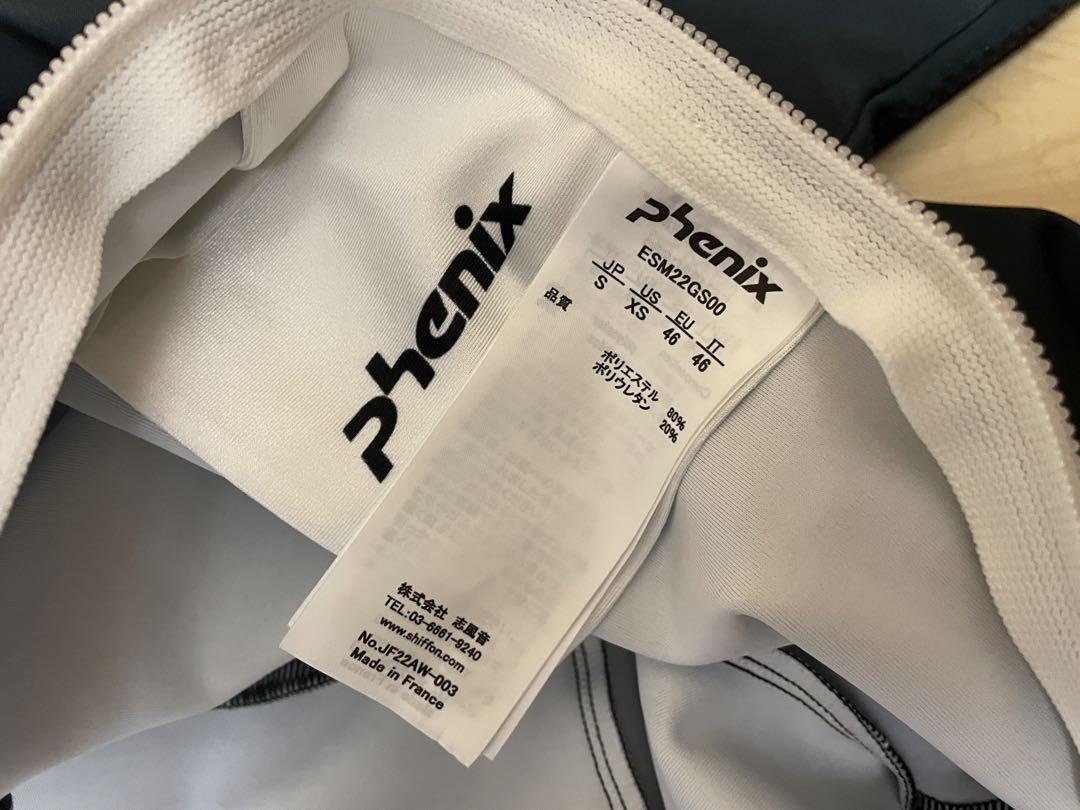 phenix
phenix
ESM22GS00
JP US EU IT
S XS 46 46
品質
ポリエステル 80%
ポリウレタン 20%
株式会社 志風音
TEL:03-6661-9240
www.shiffon.com
No.JF22AW-003
Made in France